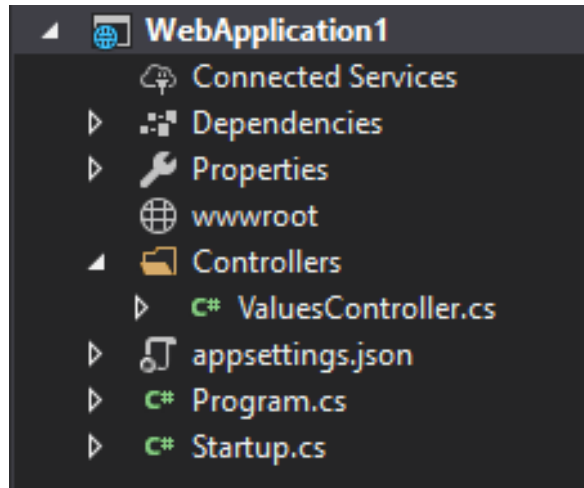 WebApplication1
Connected Services
Dependencies
Properties
wwwroot
Controllers
C# ValuesController.cs
appsettings.json
C# Program.cs
C# Startup.cs